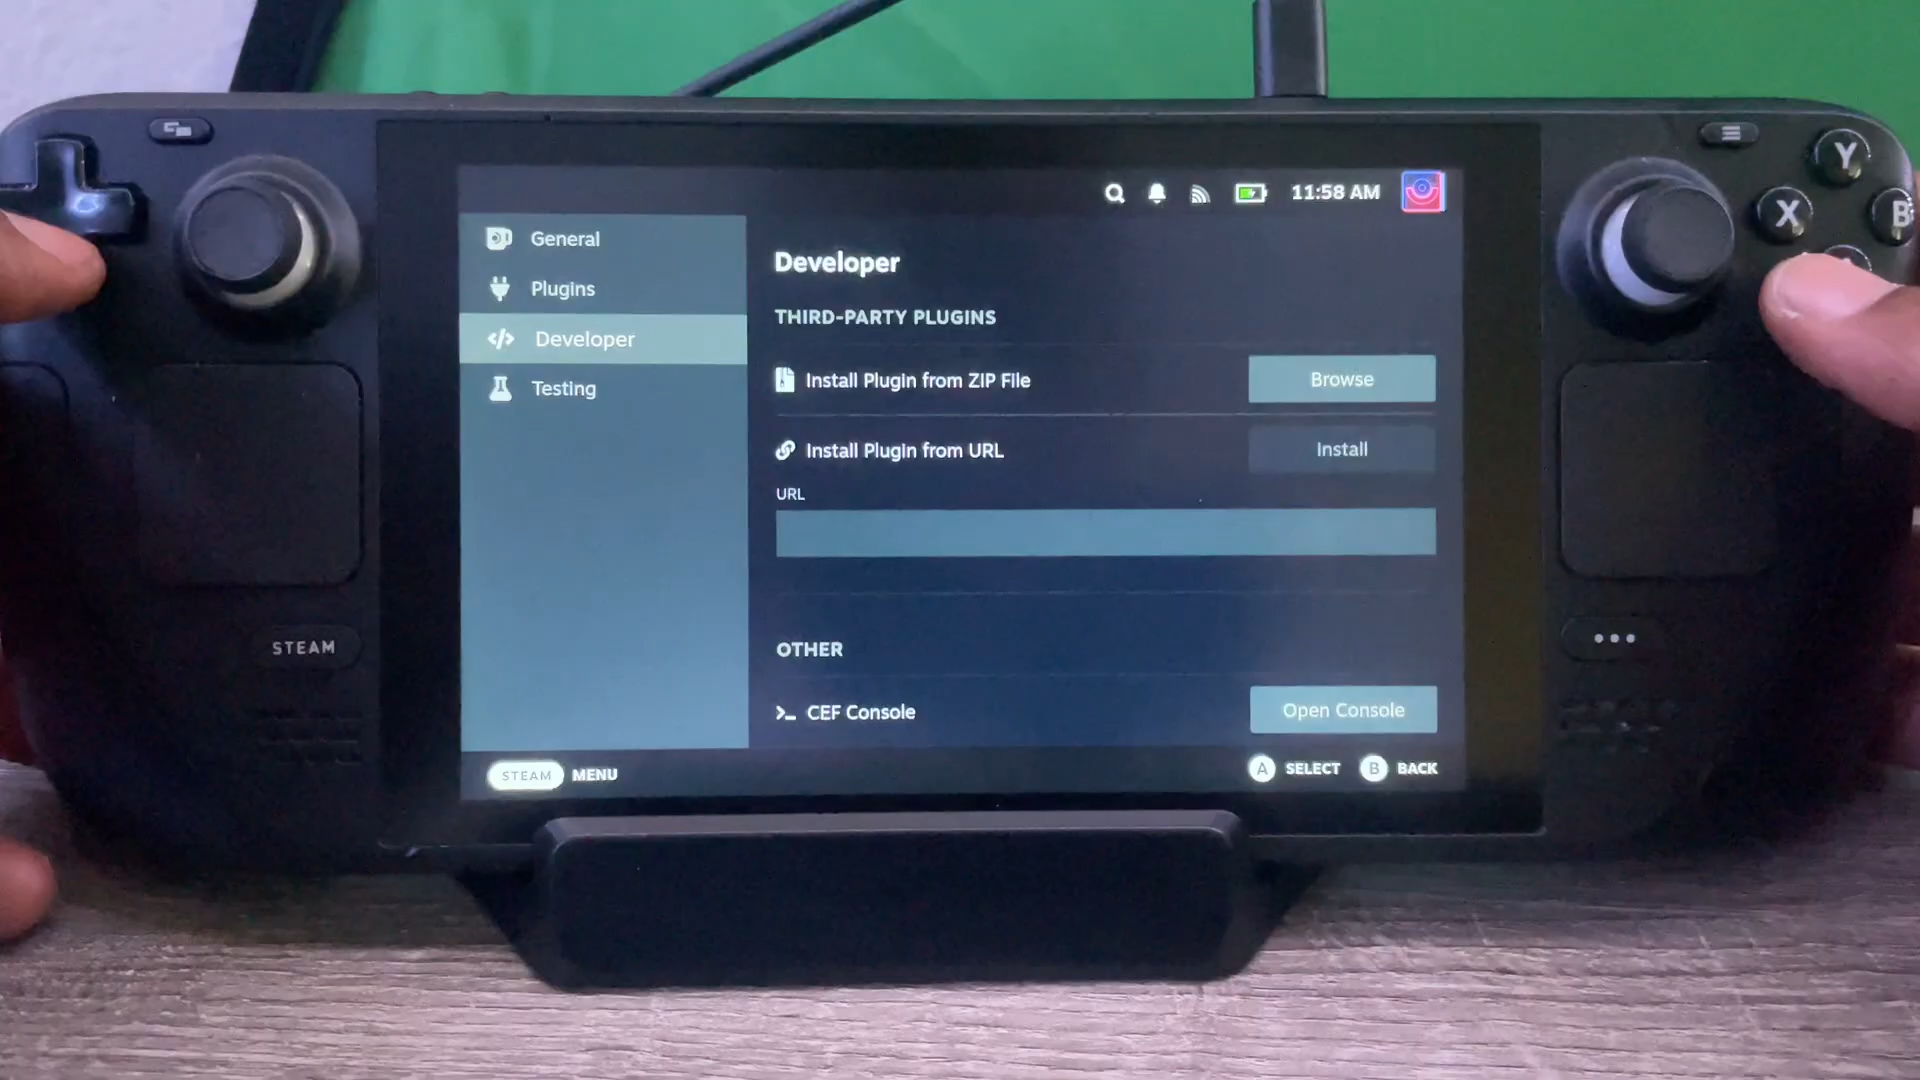 11:58 AM
General
Plugins
Developer
Testing
Developer
THIRD-PARTY PLUGINS
Install Plugin from ZIP File
Browse
Install Plugin from URL
Install
URL
OTHER
CEF Console
Open Console
STEAM MENU
A SELECT B BACK
STEAM
Y
X
B